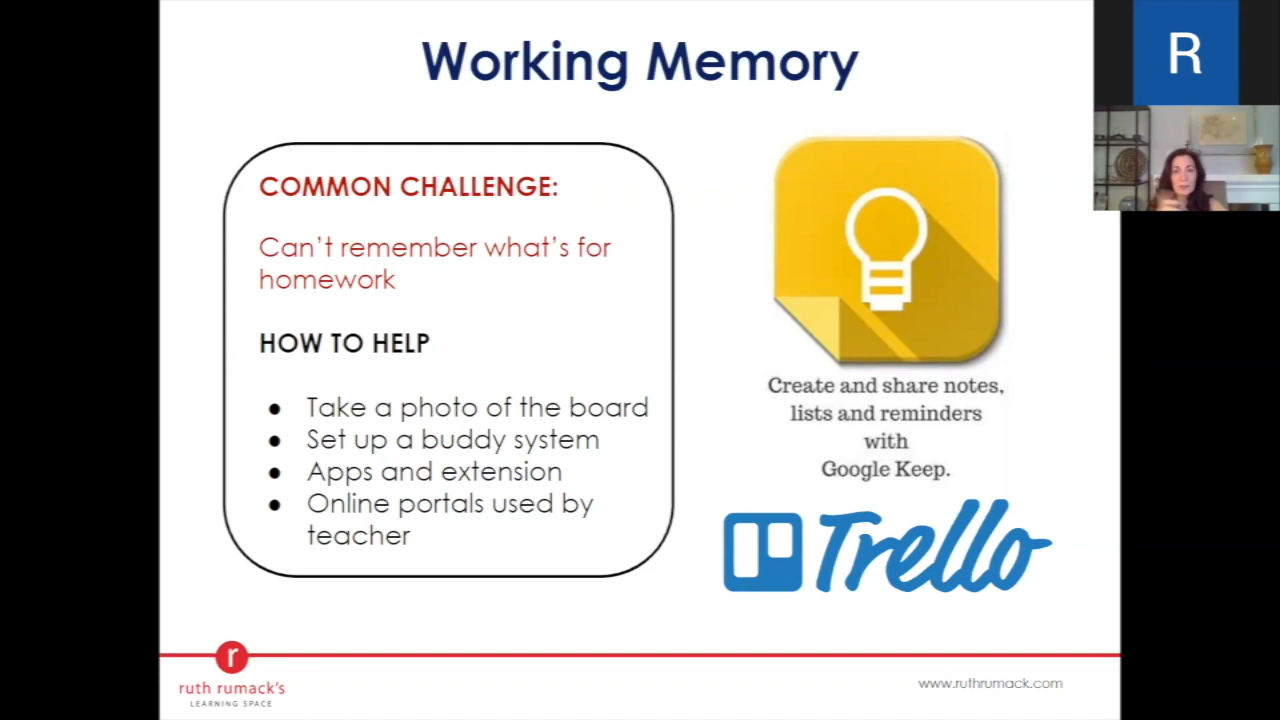 Working Memory
R
COMMON CHALLENGE:
Can't remember what's for
homework
HOW TO HELP
● Take a photo of the board
● Set up a buddy system
● Apps and extension
● Online portals used by
teacher
Create and share notes,
lists and reminders
with
Google Keep.
Trello
r
ruth rumack's
LEARNING SPACE
www.ruthrumack.com